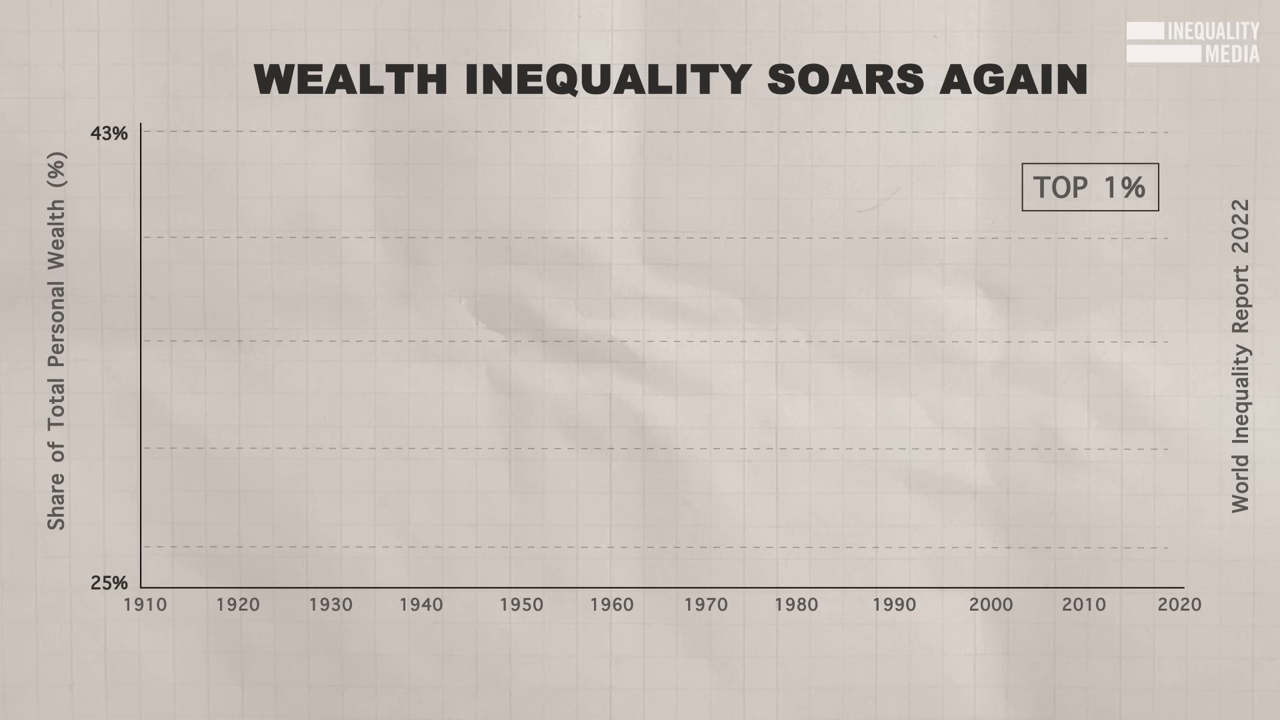 INEQUALITY
MEDIA
WEALTH INEQUALITY SOARS AGAIN
43%
TOP 1%
Share of Total Personal Wealth (%)
World Inequality Report 2022
25%
1910 1920 1930 1940 1950 1960 1970 1980 1990 2000 2010 2020